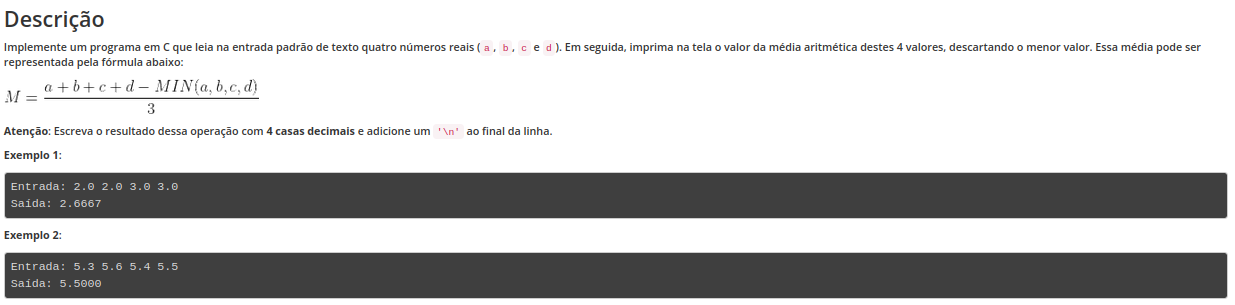 Descrição
Implemente um programa em C que leia na entrada padrão de texto quatro números reais ( a , b , c e d ). Em seguida, imprima na tela o valor da média aritmética destes 4 valores, descartando o menor valor. Essa média pode ser
representada pela fórmula abaixo:
M = \frac{a + b + c + d − MIN(a, b, c, d)}{3}
Atenção: Escreva o resultado dessa operação com 4 casas decimais e adicione um '\n' ao final da linha.
Exemplo 1:
Entrada: 2.0 2.0 3.0 3.0
Saída: 2.6667
Exemplo 2:
Entrada: 5.3 5.6 5.4 5.5
Saída: 5.5000